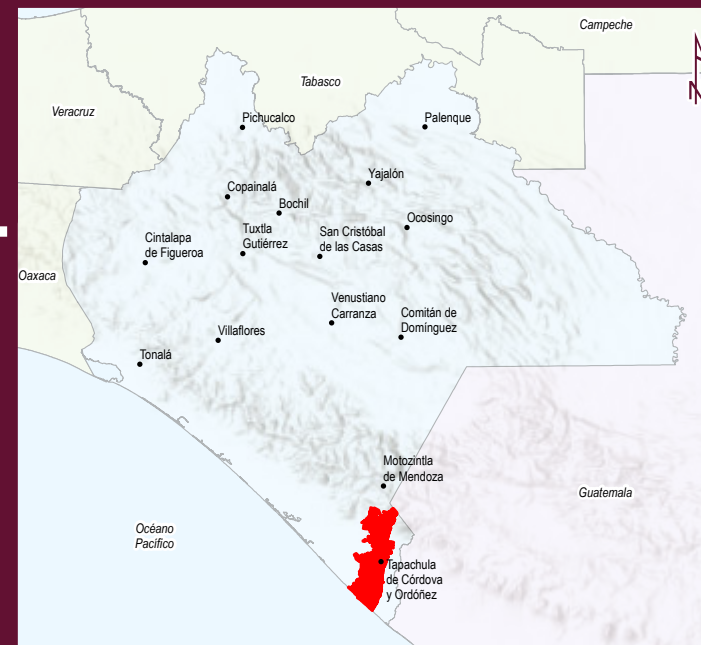 Campeche
Tabasco
Veracruz
Pichucalco
Palenque
Yajalón
Copainalá
Bochil
Ocosingo
Tuxtla
Gutiérrez
San Cristóbal
de las Casas
Cintalapa
de Figueroa
Oaxaca
Venustiano
Carranza
Comitán de
Domínguez
Villaflores
Tonalá
Motozintla
de Mendoza
Guatemala
Océano
Pacífico
Tapachula
de Córdova
y Ordóñez